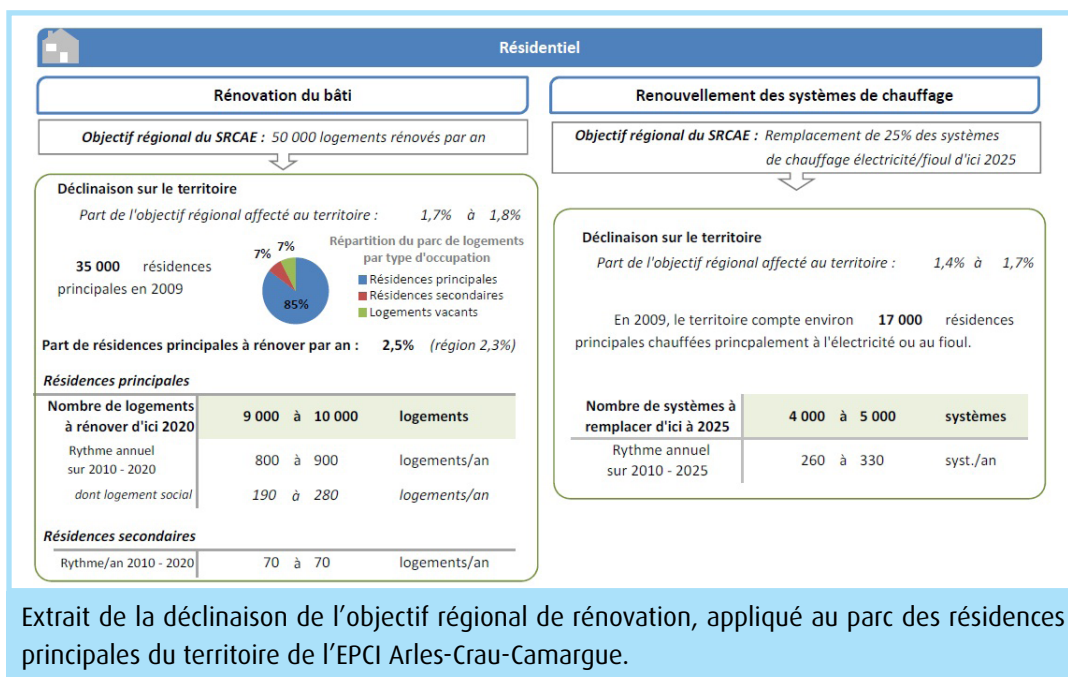 Résidentiel
Rénovation du bâti
Objectif régional du SRCAE : 50 000 logements rénovés par an
Déclinaison sur le territoire
Part de l'objectif régional affecté au territoire : 1,7% à 1,8%
35 000 résidences
principales en 2009
7%
7%
85%
Répartition du parc de logements
par type d'occupation
Résidences principales
Résidences secondaires
Logements vacants
Part de résidences principales à rénover par an : 2,5% (région 2,3%)
Résidences principales
Nombre de logements
à rénover d'ici 2020
9 000 à 10 000 logements
Rythme annuel
sur 2010 - 2020
800 à 900 logements/an
dont logement social 190 à 280 logements/an
Résidences secondaires
Rythme/an 2010 - 2020 70 à 70 logements/an
Renouvellement des systèmes de chauffage
Objectif régional du SRCAE : Remplacement de 25% des systèmes
de chauffage électricité/fioul d'ici 2025
Déclinaison sur le territoire
Part de l'objectif régional affecté au territoire : 1,4% à 1,7%
En 2009, le territoire compte environ 17 000 résidences
principales chauffées princpalement à l'électricité ou au fioul.
Nombre de systèmes à
remplacer d'ici à 2025
4 000 à 5 000 systèmes
Rythme annuel
sur 2010 - 2025
260 à 330 syst./an
Extrait de la déclinaison de l'objectif régional de rénovation, appliqué au parc des résidences
principales du territoire de l'EPCI Arles-Crau-Camargue.